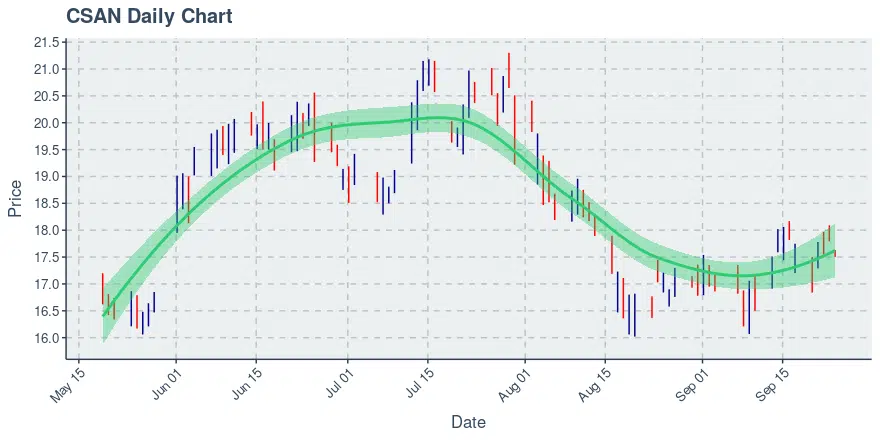 CSAN Daily Chart
21.5
21.0
20.5
20.0
19.5
19.0
18.5
18.0
17.5
17.0
16.5
16.0
Price
May 15
Jun 01
Jun 15
Jul 01
Jul 15
Aug 01
Aug 15
Sep 01
Sep 15
Date